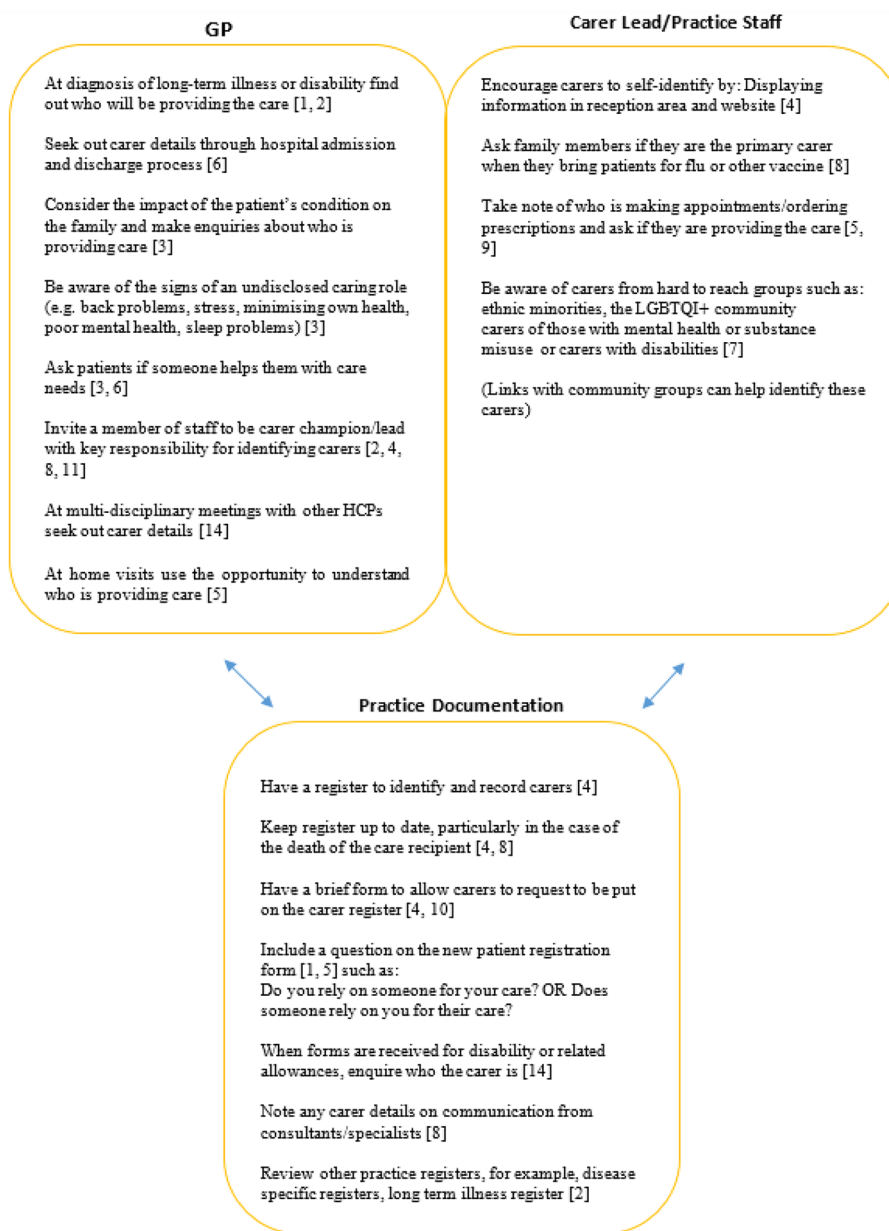 GP
At diagnosis of long-term illness or disability find
out who will be providing the care [1, 2]
Seek out carer details through hospital admission
and discharge process [6]
Consider the impact of the patient's condition on
the family and make enquiries about who is
providing care [3]
Be aware of the signs of an undisclosed caring role
(e.g. back problems, stress, minimising own health,
poor mental health, sleep problems) [3]
Ask patients if someone helps them with care
needs [3, 6]
Invite a member of staff to be carer champion/lead
with key responsibility for identifying carers [2, 4,
8, 11]
At multi-disciplinary meetings with other HCPs
seek out carer details [14]
At home visits use the opportunity to understand
who is providing care [5]
Carer Lead/Practice Staff
Encourage carers to self-identify by: Displaying
information in reception area and website [4]
Ask family members if they are the primary carer
when they bring patients for flu or other vaccine [8]
Take note of who is making appointments/ordering
prescriptions and ask if they are providing the care [5,
9]
Be aware of carers from hard to reach groups such as:
ethnic minorities, the LGBTQI+ community
carers of those with mental health or substance
misuse or carers with disabilities [7]
(Links with community groups can help identify these
carers)
Practice Documentation
Have a register to identify and record carers [4]
Keep register up to date, particularly in the case of
the death of the care recipient [4, 8]
Have a brief form to allow carers to request to be put
on the carer register [4, 10]
Include a question on the new patient registration
form [1, 5] such as:
Do you rely on someone for your care? OR Does
someone rely on you for their care?
When forms are received for disability or related
allowances, enquire who the carer is [14]
Note any carer details on communication from
consultants/specialists [8]
Review other practice registers, for example, disease
specific registers, long term illness register [2]